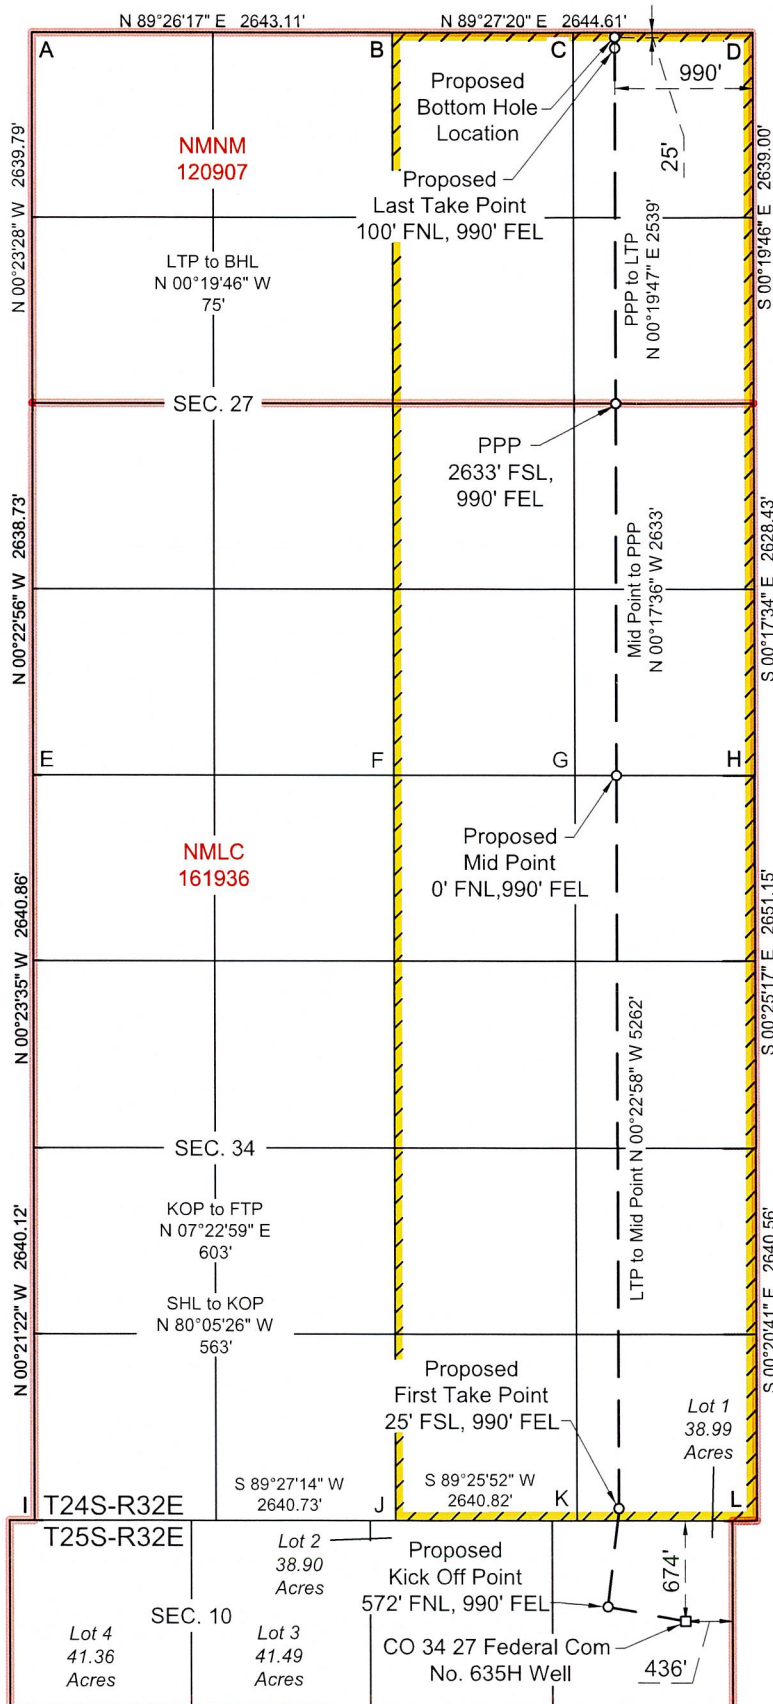 N 89°26'17" E 2643.11'
N 89°27'20" E 2644.61'
A
B
C
D
Proposed
Bottom Hole
Location
990'
25'
NMNM
120907
Proposed
Last Take Point
100' FNL, 990' FEL
N 00°23'28" W 2639.79'
S 00°19'46" E 2639.00'
LTP to BHL
N 00°19'46" W
75'
PPP to LTP
N 00°19'47" E 2539'
SEC. 27
PPP
2633' FSL,
990' FEL
N 00°22'56" W 2638.73'
Mid Point to PPP
N 00°17'36" W 2633'
S 00°17'34" E 2628.43'
E
F
G
H
Proposed
Mid Point
0' FNL,990' FEL
NMLC
161936
N 00°23'35" W 2640.86'
S 00°25'17" E 2651.15'
LTP to Mid Point N 00°22'58" W 5262'
SEC. 34
KOP to FTP
N 07°22'59" E
603'
SHL to KOP
N 80°05'26" W
563'
N 00°21'22" W 2640.12'
S 00°20'41" E 2640.56'
Proposed
First Take Point
25' FSL, 990' FEL
Lot 1
38.99
Acres
S 89°27'14" W
2640.73'
S 89°25'52" W
2640.82'
I
J
K
L
T24S-R32E
T25S-R32E
Lot 2
38.90
Acres
Proposed
Kick Off Point
572' FNL, 990' FEL
674'
SEC. 10
Lot 4
41.36
Acres
Lot 3
41.49
Acres
CO 34 27 Federal Com
No. 635H Well
436'